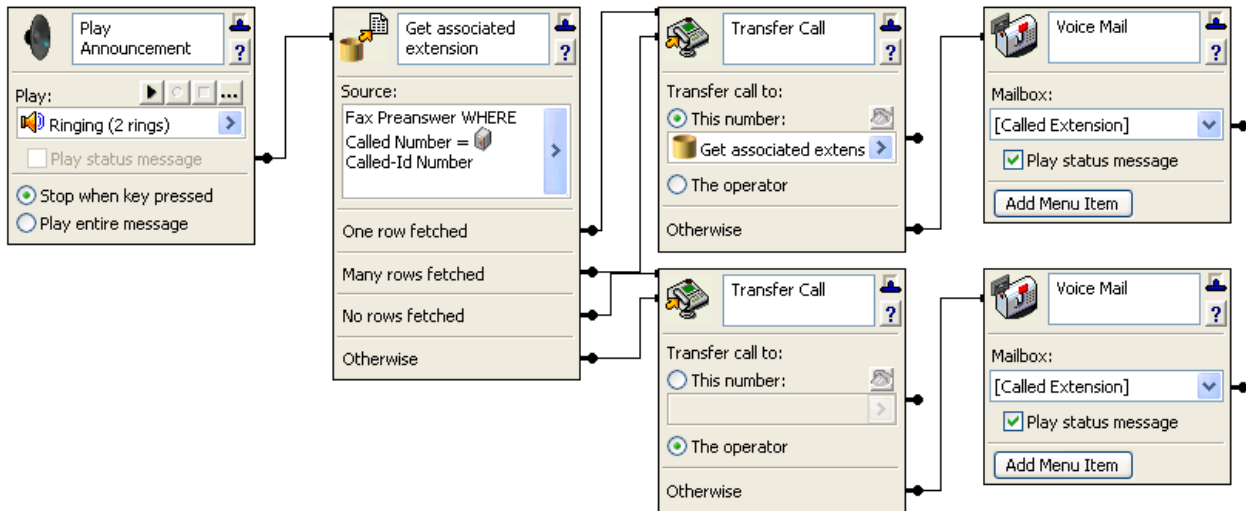 Play
Announcement
?
Play:
...
Ringing (2 rings)
Play status message
Stop when key pressed
Play entire message
Get associated
extension
?
Source:
Fax Preanswer WHERE
Called Number =
Called-Id Number
One row fetched
Many rows fetched
No rows fetched
Otherwise
Transfer Call
?
Transfer call to:
This number:
Get associated extens
The operator
Otherwise
Voice Mail
?
Mailbox:
[Called Extension]
Play status message
Add Menu Item
Transfer Call
?
Transfer call to:
This number:
The operator
Otherwise
Voice Mail
?
Mailbox:
[Called Extension]
Play status message
Add Menu Item